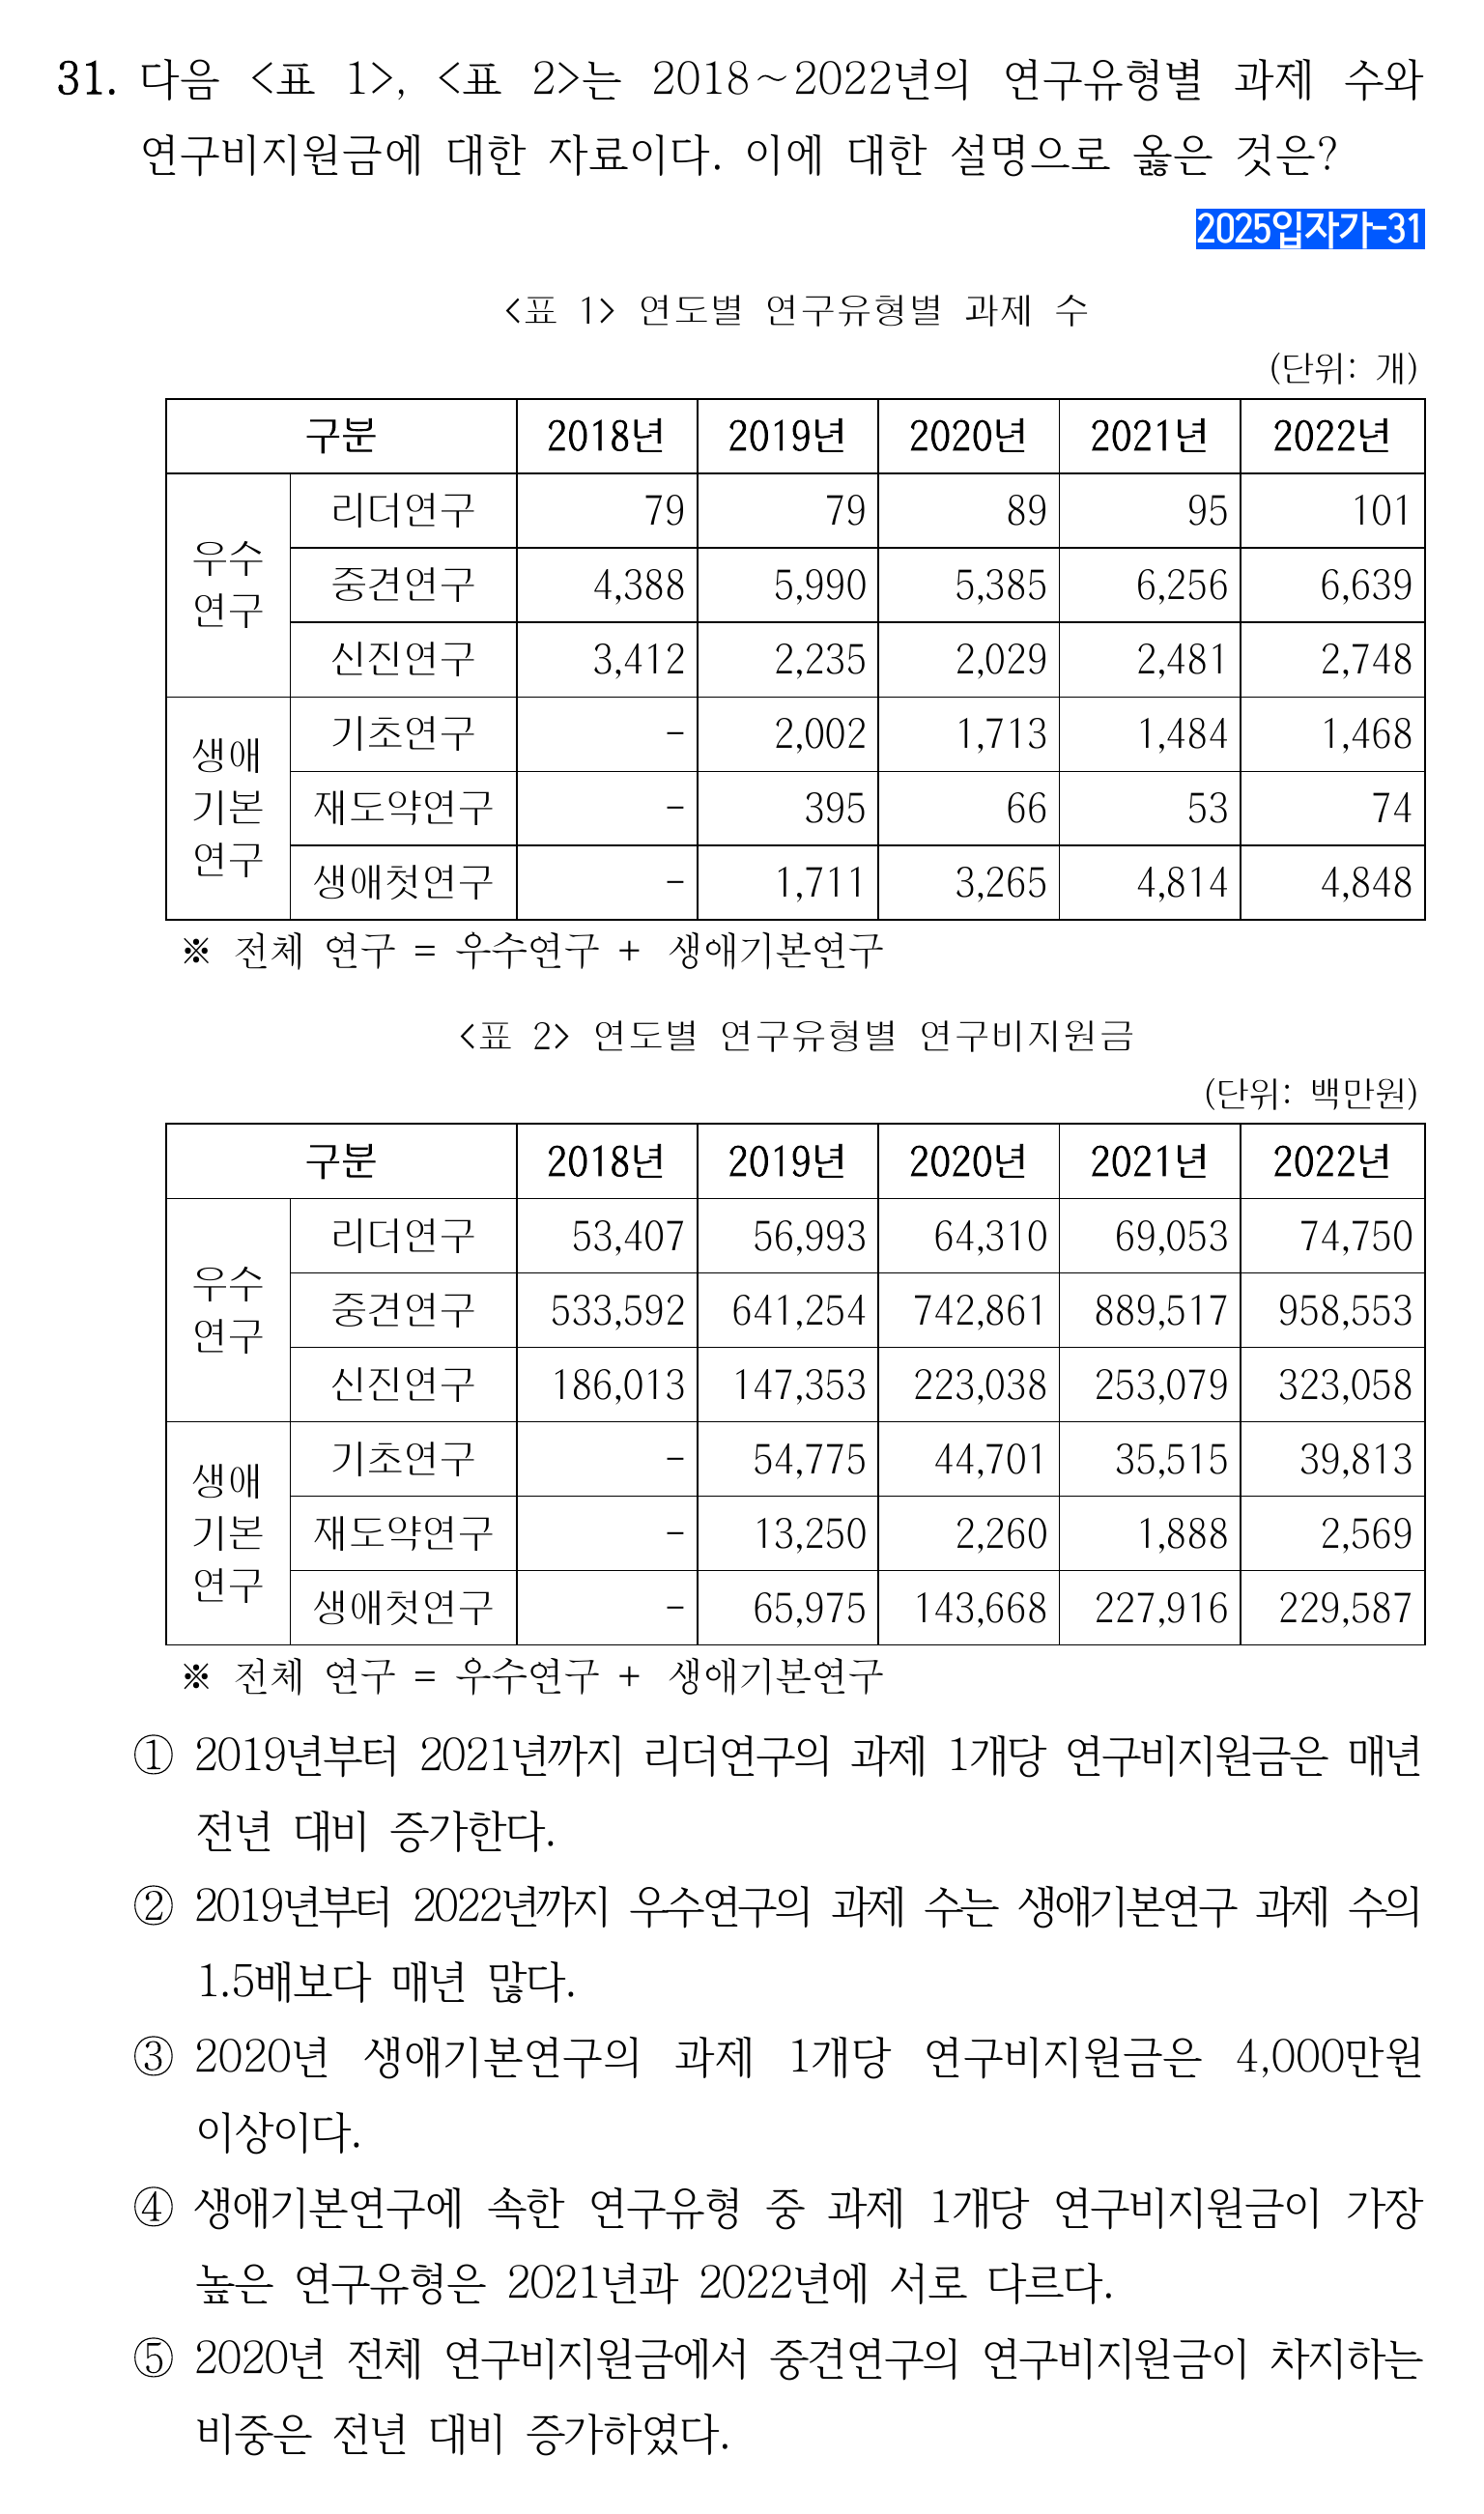 31. 다음 <표 1>, <표 2>는 2018~2022년의 연구유형별 과제 수와
연구비지원금에 대한 자료이다. 이에 대한 설명으로 옳은 것은?
2025입자가-31
<표 1> 연도별 연구유형별 과제 수
(단위: 개)
구분 2018년 2019년 2020년 2021년 2022년
우수연구 리더연구 79 79 89 95 101
중견연구 4,388 5,990 5,385 6,256 6,639
신진연구 3,412 2,235 2,029 2,481 2,748
생애기본연구 기초연구 - 2,002 1,713 1,484 1,468
재도약연구 - 395 66 53 74
생애첫연구 - 1,711 3,265 4,814 4,848
※ 전체 연구 = 우수연구 + 생애기본연구
<표 2> 연도별 연구유형별 연구비지원금
(단위: 백만원)
구분 2018년 2019년 2020년 2021년 2022년
우수연구 리더연구 53,407 56,993 64,310 69,053 74,750
중견연구 533,592 641,254 742,861 889,517 958,553
신진연구 186,013 147,353 223,038 253,079 323,058
생애기본연구 기초연구 - 54,775 44,701 35,515 39,813
재도약연구 - 13,250 2,260 1,888 2,569
생애첫연구 - 65,975 143,668 227,916 229,587
※ 전체 연구 = 우수연구 + 생애기본연구
① 2019년부터 2021년까지 리더연구의 과제 1개당 연구비지원금은 매년
전년 대비 증가한다.
② 2019년부터 2022년까지 우수연구의 과제 수는 생애기본연구 과제 수의
1.5배보다 매년 많다.
③ 2020년 생애기본연구의 과제 1개당 연구비지원금은 4,000만원
이상이다.
④ 생애기본연구에 속한 연구유형 중 과제 1개당 연구비지원금이 가장
높은 연구유형은 2021년과 2022년에 서로 다르다.
⑤ 2020년 전체 연구비지원금에서 중견연구의 연구비지원금이 차지하는
비중은 전년 대비 증가하였다.